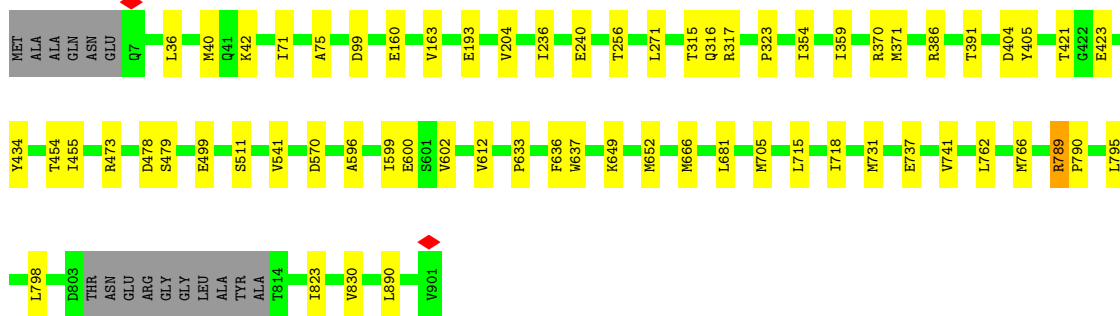 MET ALA ALA GLN ASN GLU Q7 L36 M40 Q41 K42 I71 A75 D99 E160 V163 E193 V204 I236 E240 T256 L271 T315 Q316 R317 P323 I354 I359 R370 M371 R386 T391 D404 Y405 T421 G422 E423
Y434 T454 I455 R473 D478 S479 E499 S511 V541 D570 A596 I599 E600 S601 V602 V612 P633 F636 W637 K649 M652 M666 L681 M705 L715 I718 M731 E737 V741 L762 M766 R789 P790 L795
L798 D803 THR ASN GLU ARG GLY GLY LEU ALA TYR ALA T814 I823 V830 L890 V901